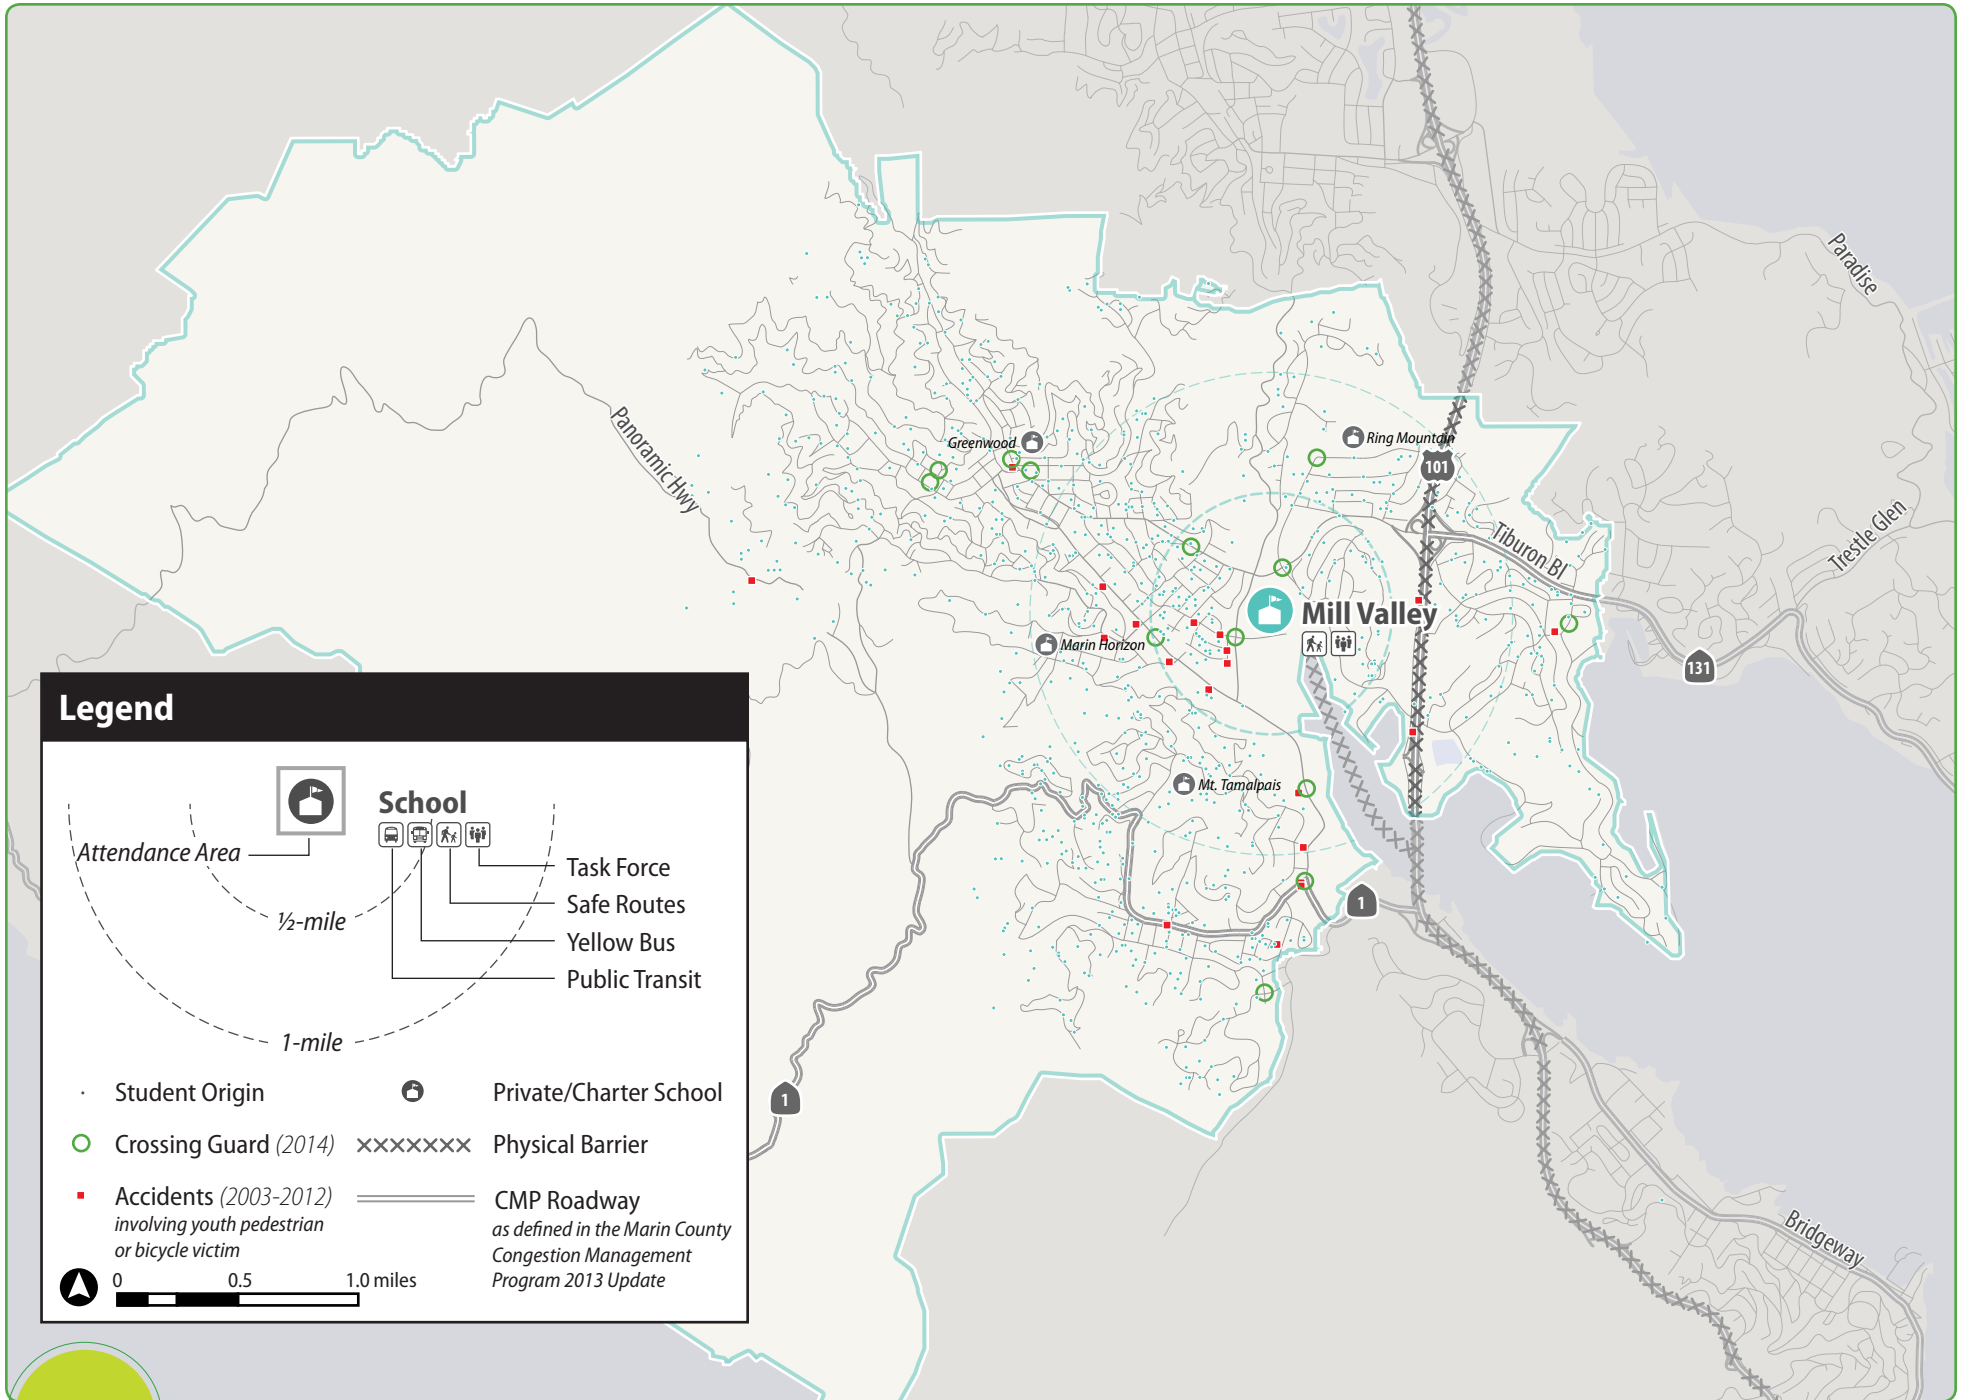 Paradise
Panoramic Hwy
Greenwood
Ring Mountain
101
Tiburon Bl
Trestle Glen
Mill Valley
Marin Horizon
131
Mt. Tamalpais
1
1
Bridgeway
Legend
School
Attendance Area
½-mile
1-mile
Task Force
Safe Routes
Yellow Bus
Public Transit
Student Origin
Private/Charter School
Crossing Guard (2014)
Physical Barrier
Accidents (2003-2012)
involving youth pedestrian
or bicycle victim
CMP Roadway
as defined in the Marin County
Congestion Management
Program 2013 Update
0 0.5 1.0 miles